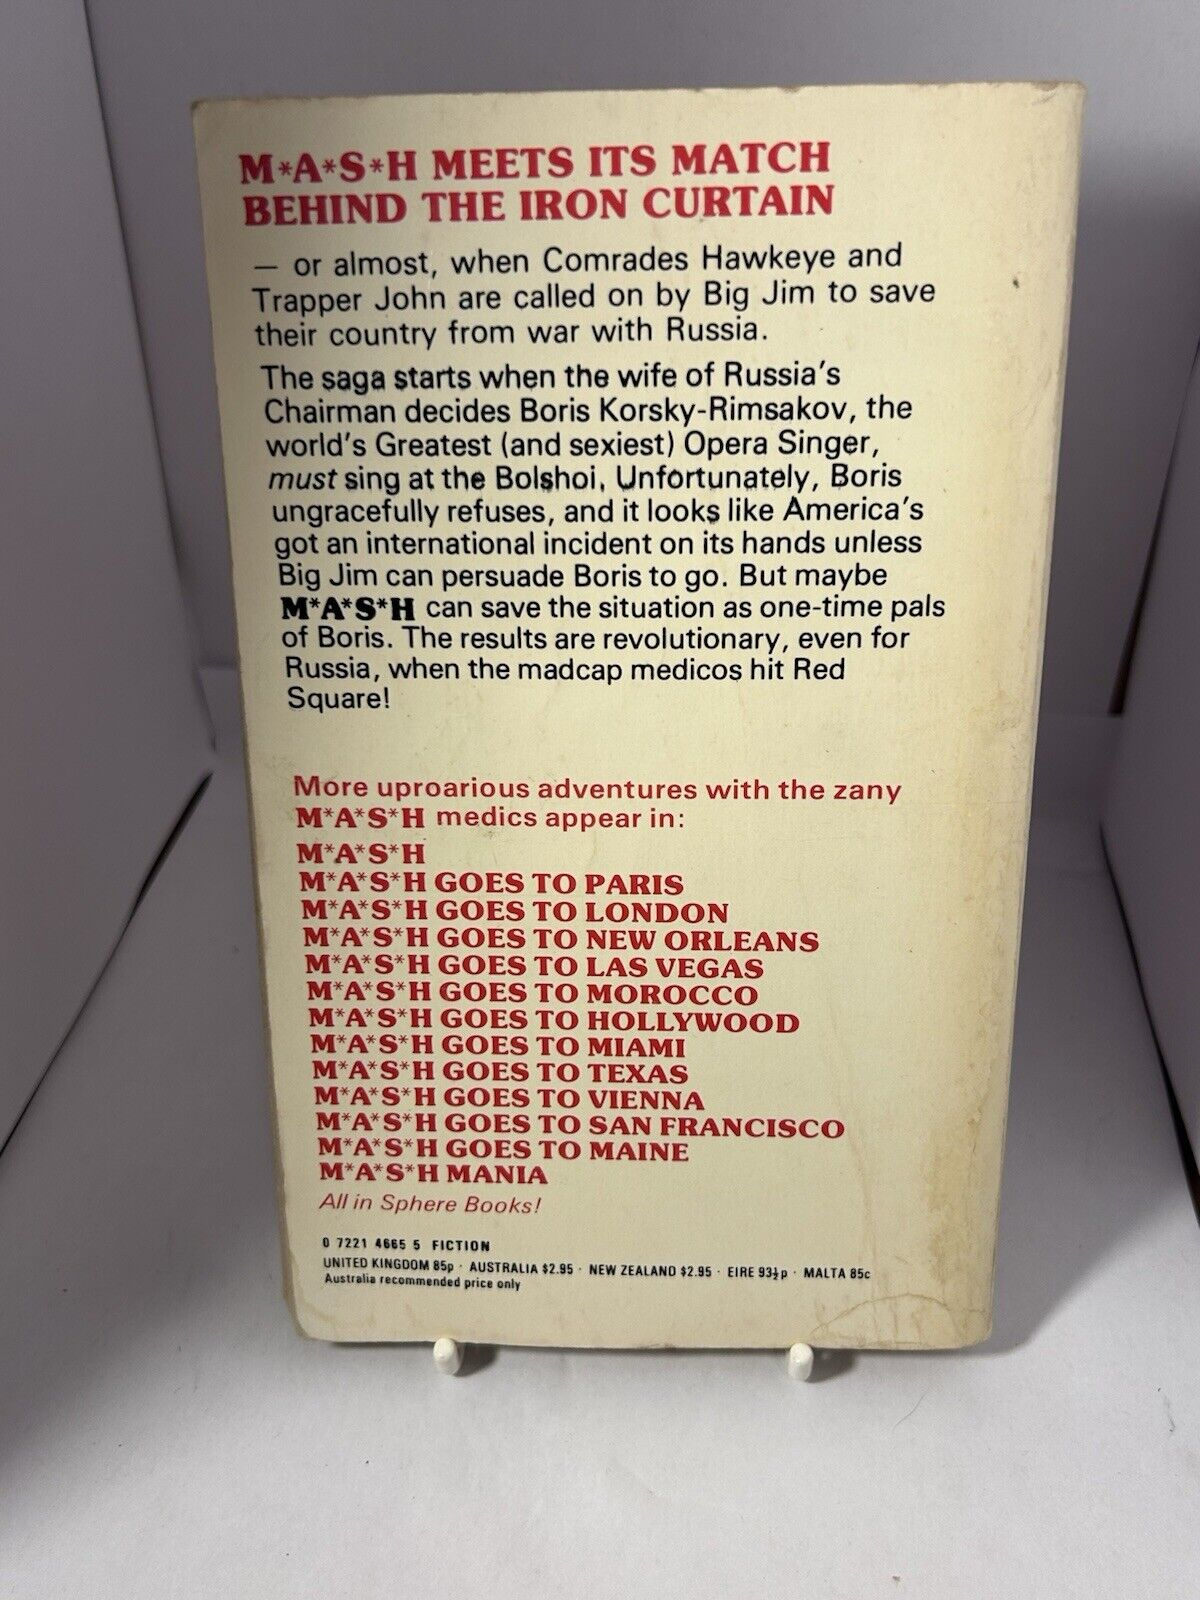 M*A*S*H MEETS ITS MATCH
BEHIND THE IRON CURTAIN
— or almost, when Comrades Hawkeye and
Trapper John are called on by Big Jim to save
their country from war with Russia.
The saga starts when the wife of Russia's
Chairman decides Boris Korsky-Rimsakov, the
world's Greatest (and sexiest) Opera Singer,
must sing at the Bolshoi. Unfortunately, Boris
ungracefully refuses, and it looks like America's
got an international incident on its hands unless
Big Jim can persuade Boris to go. But maybe
M*A*S*H can save the situation as one-time pals
of Boris. The results are revolutionary, even for
Russia, when the madcap medicos hit Red
Square!
More uproarious adventures with the zany
M*A*S*H medics appear in:
M*A*S*H
M*A*S*H GOES TO PARIS
M*A*S*H GOES TO LONDON
M*A*S*H GOES TO NEW ORLEANS
M*A*S*H GOES TO LAS VEGAS
M*A*S*H GOES TO MOROCCO
M*A*S*H GOES TO HOLLYWOOD
M*A*S*H GOES TO MIAMI
M*A*S*H GOES TO TEXAS
M*A*S*H GOES TO VIENNA
M*A*S*H GOES TO SAN FRANCISCO
M*A*S*H GOES TO MAINE
M*A*S*H MANIA
All in Sphere Books!
0 7221 4665 5 FICTION
UNITED KINGDOM 85p · AUSTRALIA $2.95 · NEW ZEALAND $2.95 · EIRE 93½p · MALTA 85c
Australia recommended price only